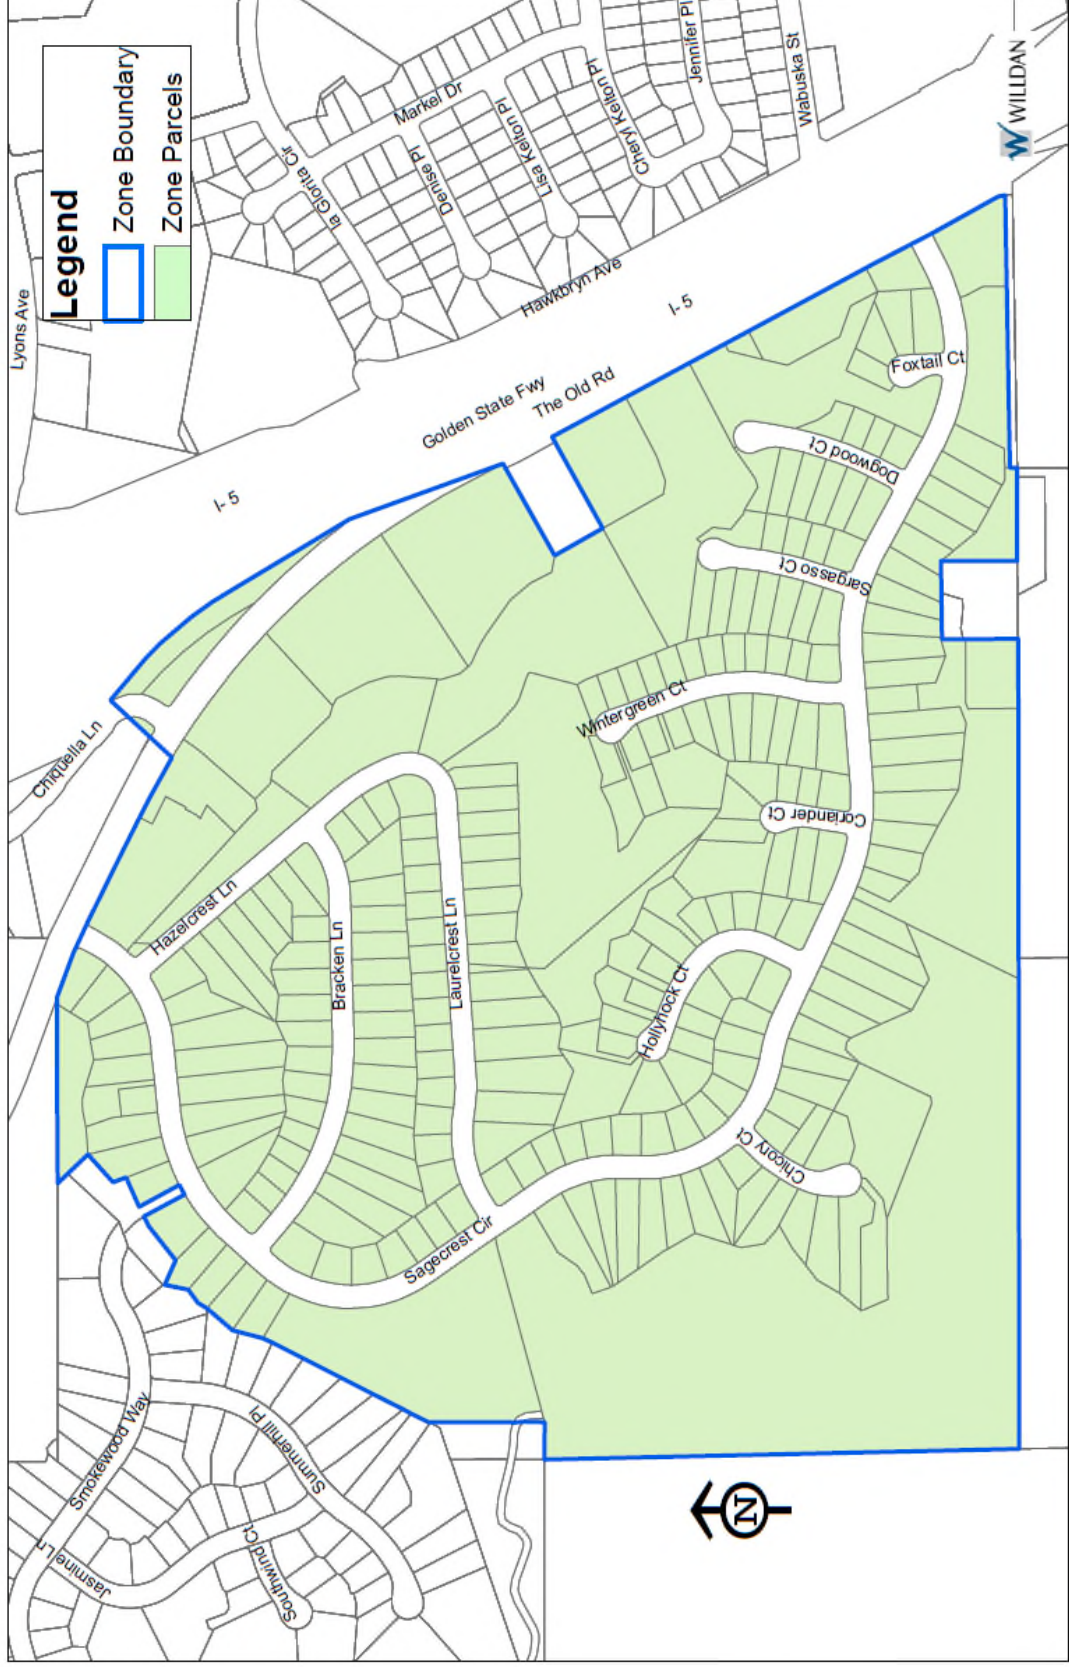 Legend
Zone Boundary
Zone Parcels
Lyons Ave
la Glorita Cir
Markel Dr
Denise Pl
Lisa Kelton Pl
Cheryl Kelton Pl
Jennifer Pl
Wabuska St
Hawkbryn Ave
I- 5
I- 5
Golden State Fwy
The Old Rd
WILLDAN
Chiquella Ln
Foxtail Ct
Dogwood Ct
Sargasso Ct
Wintergreen Ct
Coriander Ct
Hollyhock Ct
Chicory Ct
Hazelcrest Ln
Bracken Ln
Laurelcrest Ln
Sagecrest Cir
Smokewood Way
Summerhill Pl
Jasmine Ln
Southwind Ct
N